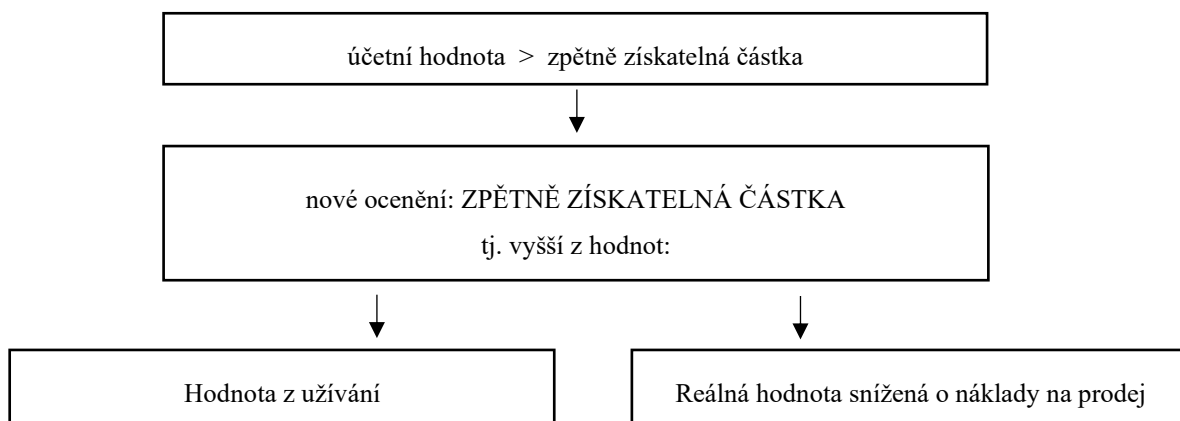 účetní hodnota > zpětně získatelná částka
nové ocenění: ZPĚTNĚ ZÍSKATELNÁ ČÁSTKA
tj. vyšší z hodnot:
Hodnota z užívání
Reálná hodnota snížená o náklady na prodej